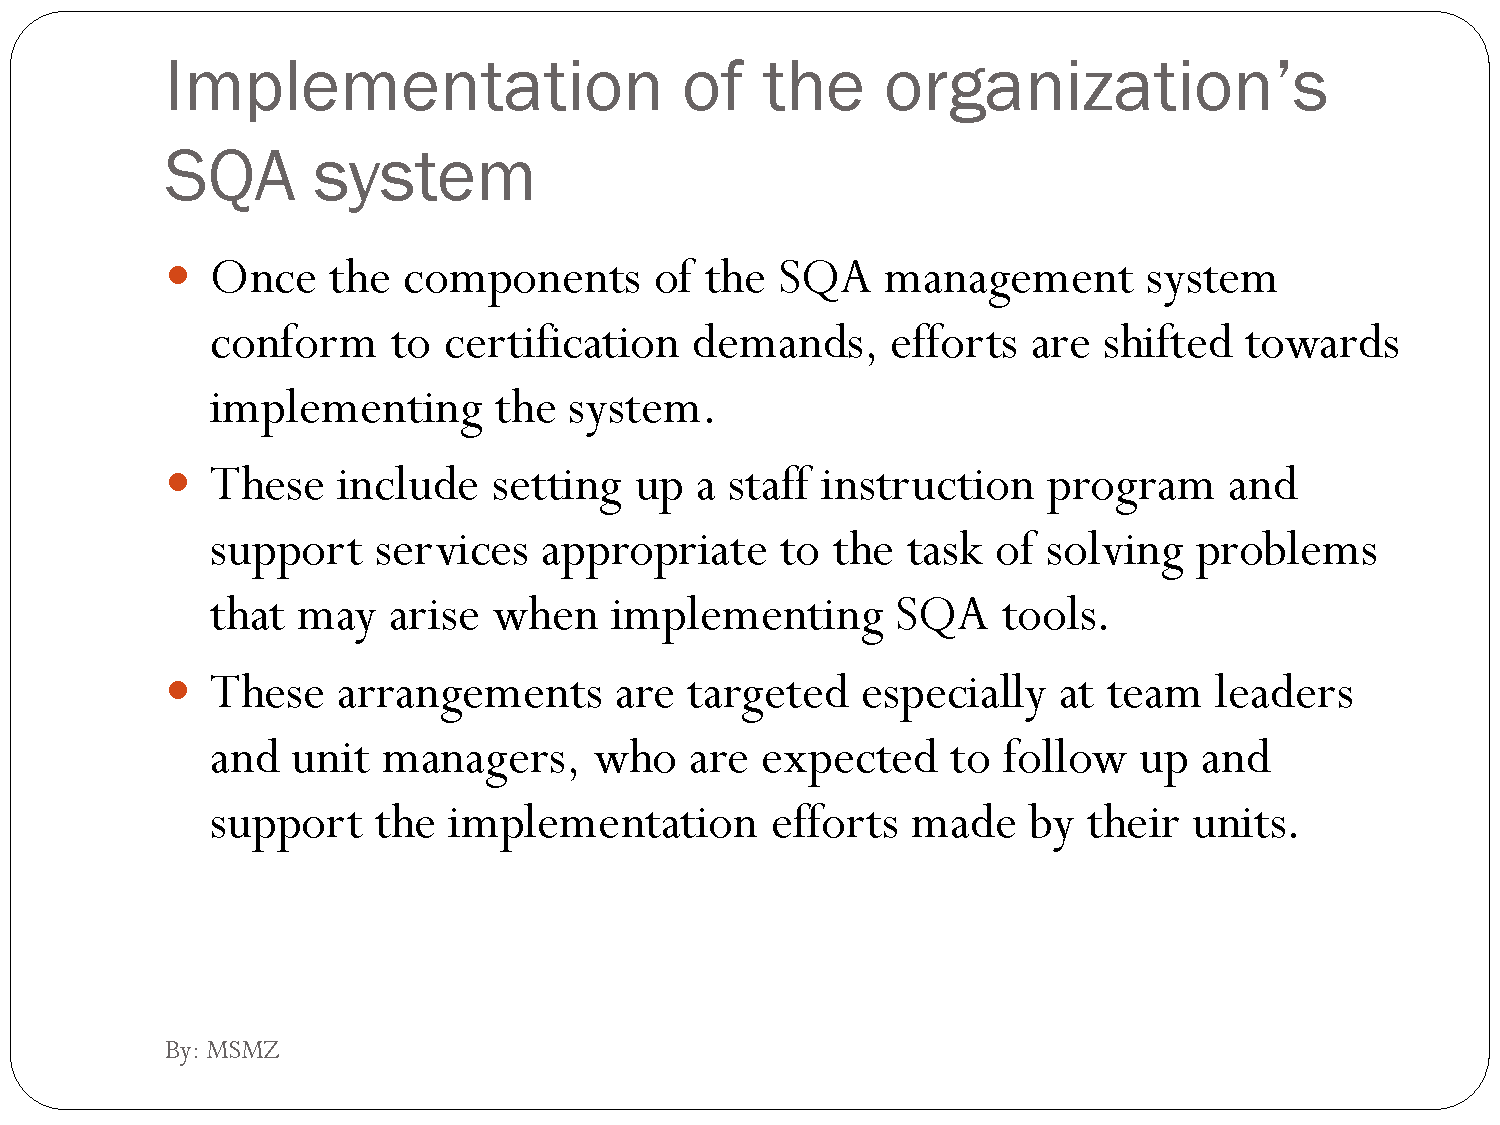 Implementation of the organization’s
SQA system
• Once the components of the SQA management system
conform to certification demands, efforts are shifted towards
implementing the system.
• These include setting up a staff instruction program and
support services appropriate to the task of solving problems
that may arise when implementing SQA tools.
• These arrangements are targeted especially at team leaders
and unit managers, who are expected to follow up and
support the implementation efforts made by their units.
By: MSMZ